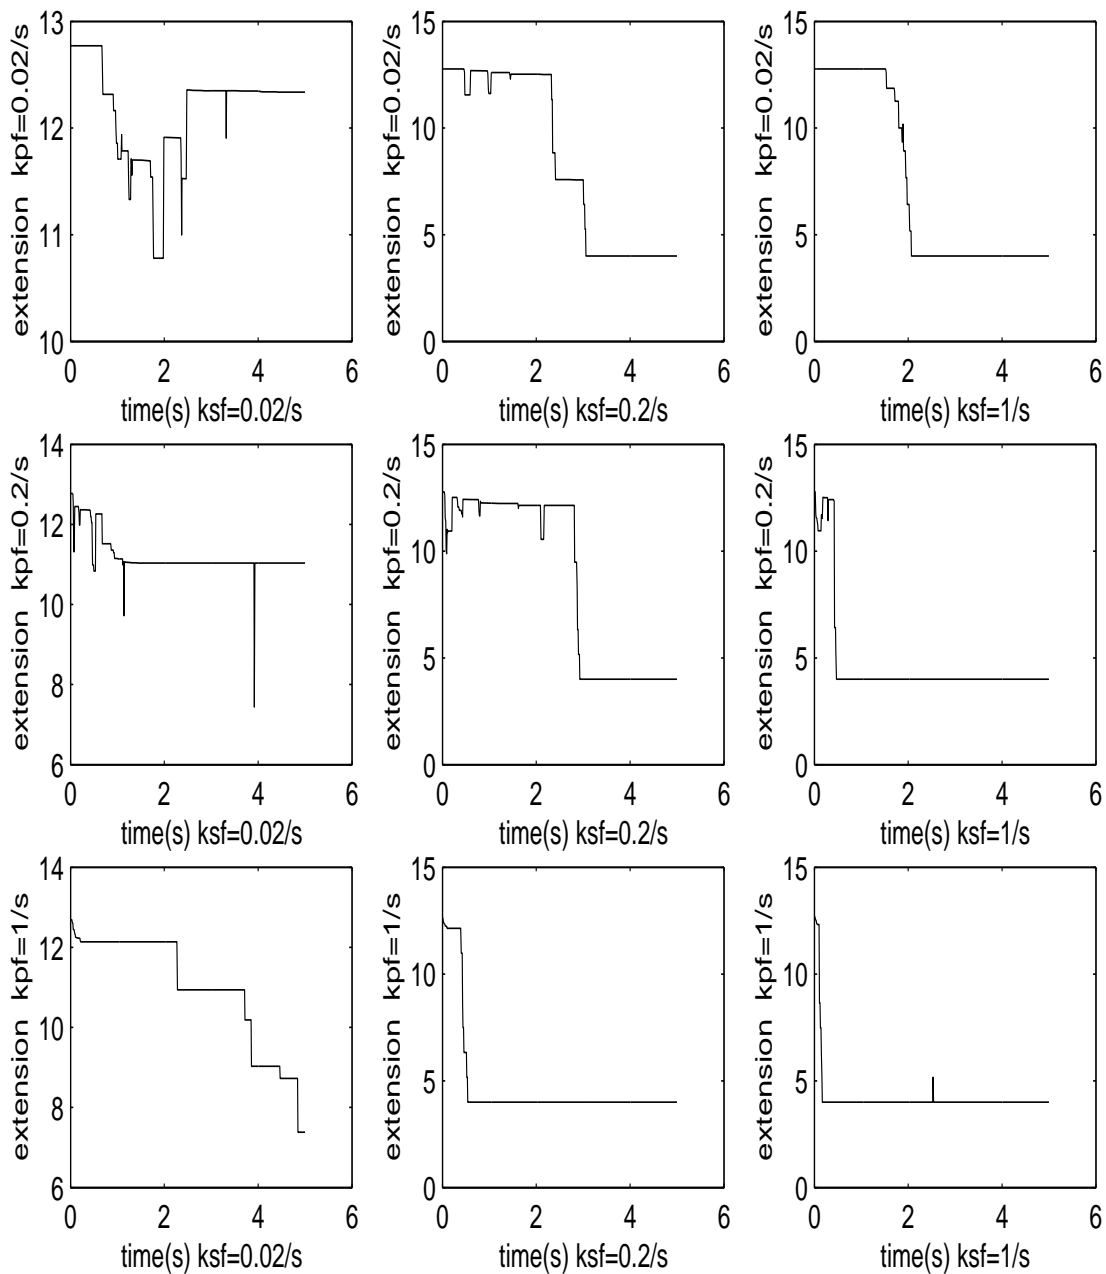 13
12
11
10
extension kpf=0.02/s
0 2 4 6
time(s) ksf=0.02/s
15
10
5
0
extension kpf=0.02/s
0 2 4 6
time(s) ksf=0.2/s
15
10
5
0
extension kpf=0.02/s
0 2 4 6
time(s) ksf=1/s
14
12
10
8
6
extension kpf=0.2/s
0 2 4 6
time(s) ksf=0.02/s
15
10
5
0
extension kpf=0.2/s
0 2 4 6
time(s) ksf=0.2/s
15
10
5
0
extension kpf=0.2/s
0 2 4 6
time(s) ksf=1/s
14
12
10
8
6
extension kpf=1/s
0 2 4 6
time(s) ksf=0.02/s
15
10
5
0
extension kpf=1/s
0 2 4 6
time(s) ksf=0.2/s
15
10
5
0
extension kpf=1/s
0 2 4 6
time(s) ksf=1/s